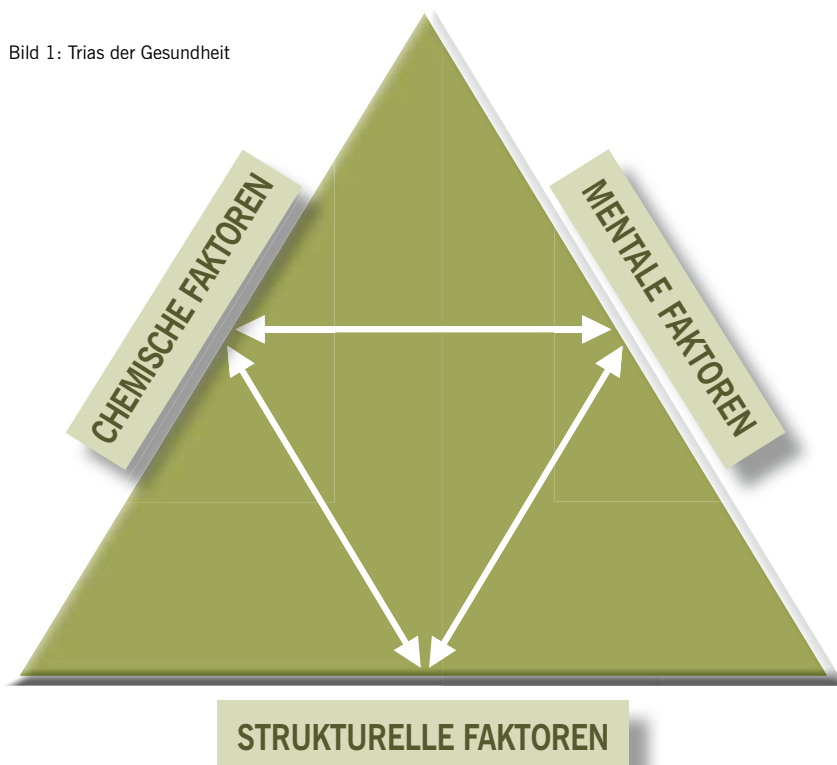 Bild 1: Trias der Gesundheit
CHEMISCHE FAKTOREN
MENTALE FAKTOREN
STRUKTURELLE FAKTOREN